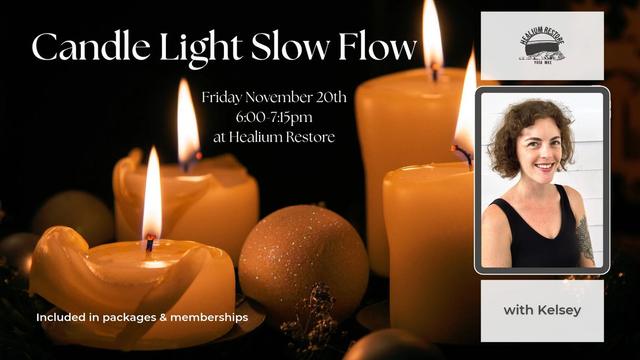 Candle Light Slow Flow
Friday November 20th
6:00-7:15pm
at Healium Restore
Included in packages & memberships
HEALIUM RESTORE
with Kelsey